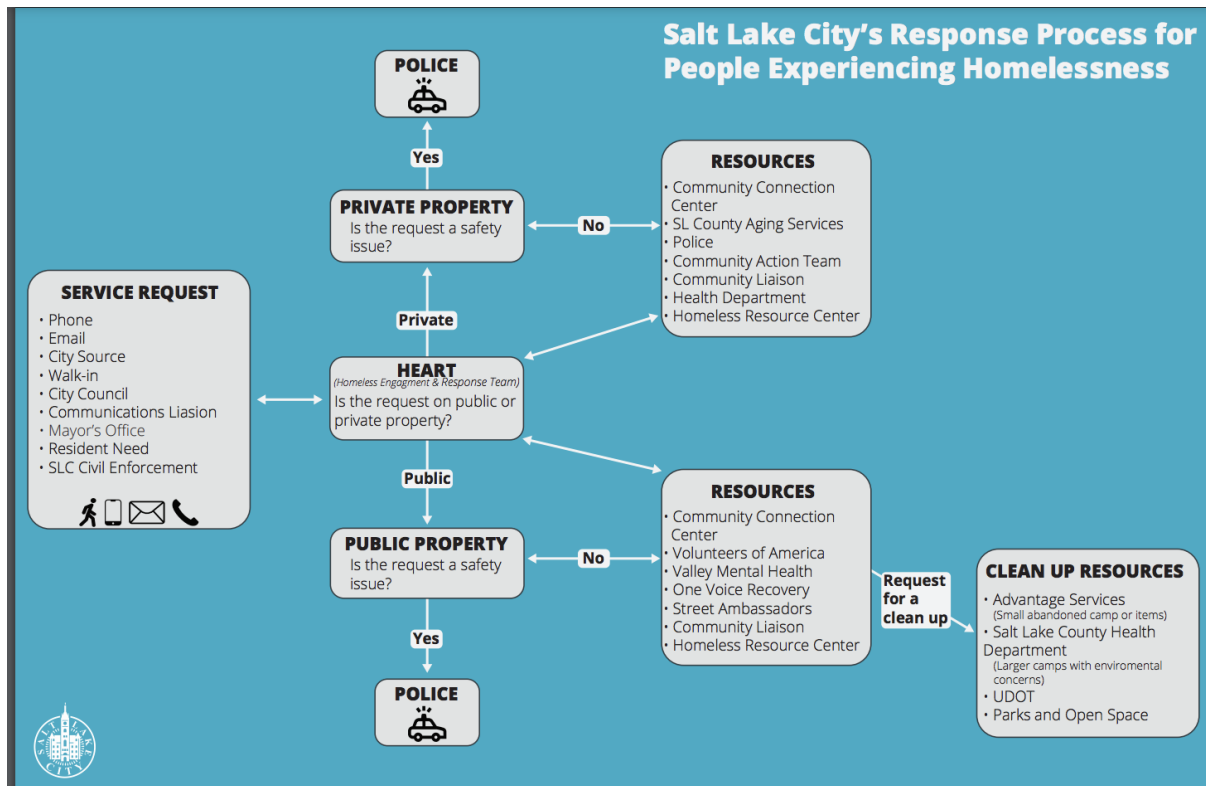 Salt Lake City's Response Process for
People Experiencing Homelessness
POLICE
Yes
PRIVATE PROPERTY
Is the request a safety
issue?
No
RESOURCES
• Community Connection
Center
• SL County Aging Services
• Police
• Community Action Team
• Community Liaison
• Health Department
• Homeless Resource Center
Private
SERVICE REQUEST
• Phone
• Email
• City Source
• Walk-in
• City Council
• Communications Liasion
• Mayor's Office
• Resident Need
• SLC Civil Enforcement
HEART
(Homeless Engagment & Response Team)
Is the request on public or
private property?
Public
PUBLIC PROPERTY
Is the request a safety
issue?
No
RESOURCES
• Community Connection
Center
• Volunteers of America
• Valley Mental Health
• One Voice Recovery
• Street Ambassadors
• Community Liaison
• Homeless Resource Center
Request
for a
clean up
CLEAN UP RESOURCES
• Advantage Services
(Small abandoned camp or items)
• Salt Lake County Health
Department
(Larger camps with enviromental
concerns)
• UDOT
• Parks and Open Space
Yes
POLICE
SALT LAKE CITY